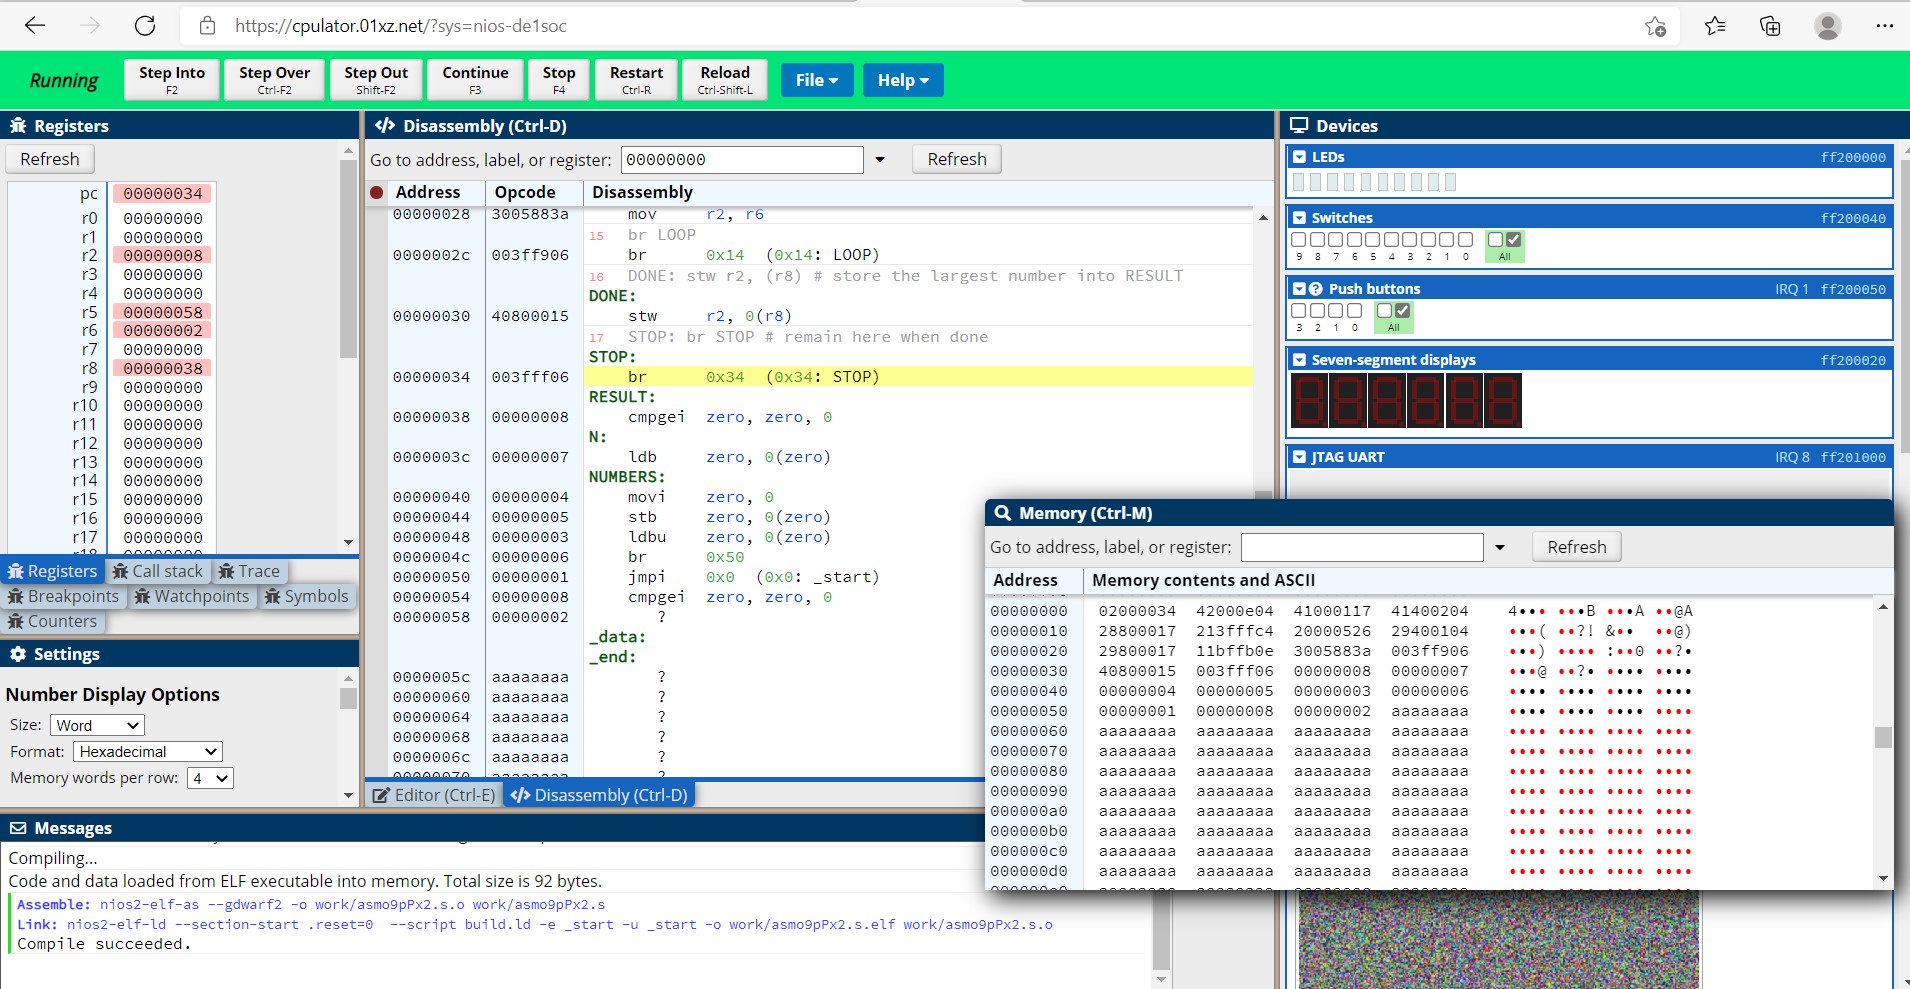 https://cpulator.01xz.net/?sys=nios-de1soc
Running
Step Into F2
Step Over Ctrl-F2
Step Out Shift-F2
Continue F3
Stop F4
Restart Ctrl-R
Reload Ctrl-Shift-L
File
Help
Registers
Refresh
pc 00000034
r0 00000000
r1 00000000
r2 00000008
r3 00000000
r4 00000000
r5 00000058
r6 00000002
r7 00000000
r8 00000038
r9 00000000
r10 00000000
r11 00000000
r12 00000000
r13 00000000
r14 00000000
r15 00000000
r16 00000000
r17 00000000
r18 00000000
Registers Call stack Trace
Breakpoints Watchpoints Symbols
Counters
Settings
Number Display Options
Size: Word
Format: Hexadecimal
Memory words per row: 4
Disassembly (Ctrl-D)
Go to address, label, or register: 00000000 Refresh
Address Opcode Disassembly
00000028 3005883a mov r2, r6
15 br LOOP
0000002c 003ff906 br 0x14 (0x14: LOOP)
16 DONE: stw r2, (r8) # store the largest number into RESULT
DONE:
00000030 40800015 stw r2, 0(r8)
17 STOP: br STOP # remain here when done
STOP:
00000034 003fff06 br 0x34 (0x34: STOP)
RESULT:
00000038 00000008 cmpgei zero, zero, 0
N:
0000003c 00000007 ldb zero, 0(zero)
NUMBERS:
00000040 00000004 movi zero, 0
00000044 00000005 stb zero, 0(zero)
00000048 00000003 ldbu zero, 0(zero)
0000004c 00000006 br 0x50
00000050 00000001 jmpi 0x0 (0x0: _start)
00000054 00000008 cmpgei zero, zero, 0
00000058 00000002 ?
_data:
_end:
0000005c aaaaaaaa ?
00000060 aaaaaaaa ?
00000064 aaaaaaaa ?
00000068 aaaaaaaa ?
0000006c aaaaaaaa ?
00000070 aaaaaaaa ?
Editor (Ctrl-E) Disassembly (Ctrl-D)
Devices
LEDs ff200000
Switches ff200040
9 8 7 6 5 4 3 2 1 0 All
Push buttons IRQ 1 ff200050
3 2 1 0 All
Seven-segment displays ff200020
JTAG UART IRQ 8 ff201000
Memory (Ctrl-M)
Go to address, label, or register: Refresh
Address Memory contents and ASCII
00000000 02000034 42000e04 41000117 41400204 4••• •••B •••A ••@A
00000010 28800017 213fffc4 20000526 29400104 •••( ••?! &•• ••@)
00000020 29800017 11bffb0e 3005883a 003ff906 •••) •••• :••0 ••?•
00000030 40800015 003fff06 00000008 00000007 •••@ ••?• •••• ••••
00000040 00000004 00000005 00000003 00000006 •••• •••• •••• ••••
00000050 00000001 00000008 00000002 aaaaaaaa •••• •••• •••• ••••
00000060 aaaaaaaa aaaaaaaa aaaaaaaa aaaaaaaa •••• •••• •••• ••••
00000070 aaaaaaaa aaaaaaaa aaaaaaaa aaaaaaaa •••• •••• •••• ••••
00000080 aaaaaaaa aaaaaaaa aaaaaaaa aaaaaaaa •••• •••• •••• ••••
00000090 aaaaaaaa aaaaaaaa aaaaaaaa aaaaaaaa •••• •••• •••• ••••
000000a0 aaaaaaaa aaaaaaaa aaaaaaaa aaaaaaaa •••• •••• •••• ••••
000000b0 aaaaaaaa aaaaaaaa aaaaaaaa aaaaaaaa •••• •••• •••• ••••
000000c0 aaaaaaaa aaaaaaaa aaaaaaaa aaaaaaaa •••• •••• •••• ••••
000000d0 aaaaaaaa aaaaaaaa aaaaaaaa aaaaaaaa •••• •••• •••• ••••
Messages
Compiling...
Code and data loaded from ELF executable into memory. Total size is 92 bytes.
Assemble: nios2-elf-as --gdwarf2 -o work/asmo9pPx2.s.o work/asmo9pPx2.s
Link: nios2-elf-ld --section-start .reset=0 --script build.ld -e _start -u _start -o work/asmo9pPx2.s.elf work/asmo9pPx2.s.o
Compile succeeded.